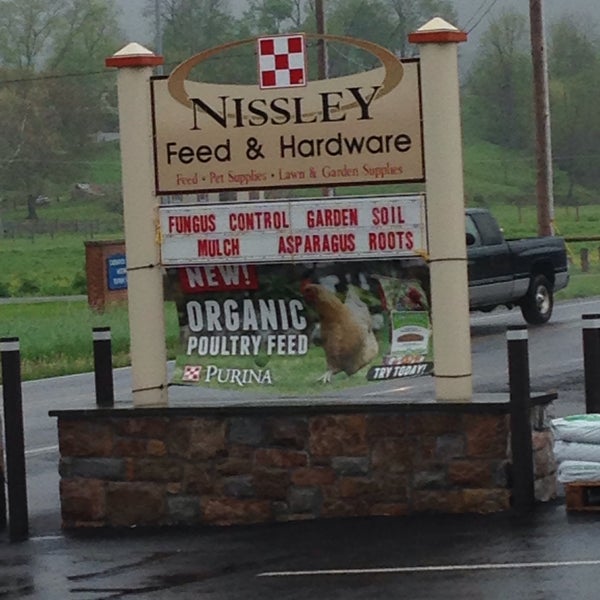 NISSLEY
Feed & Hardware
Feed • Pet Supplies • Lawn & Garden Supplies
FUNGUS CONTROL GARDEN SOIL
MULCH ASPARAGUS ROOTS
NEW!
ORGANIC
POULTRY FEED
PURINA
TRY TODAY!